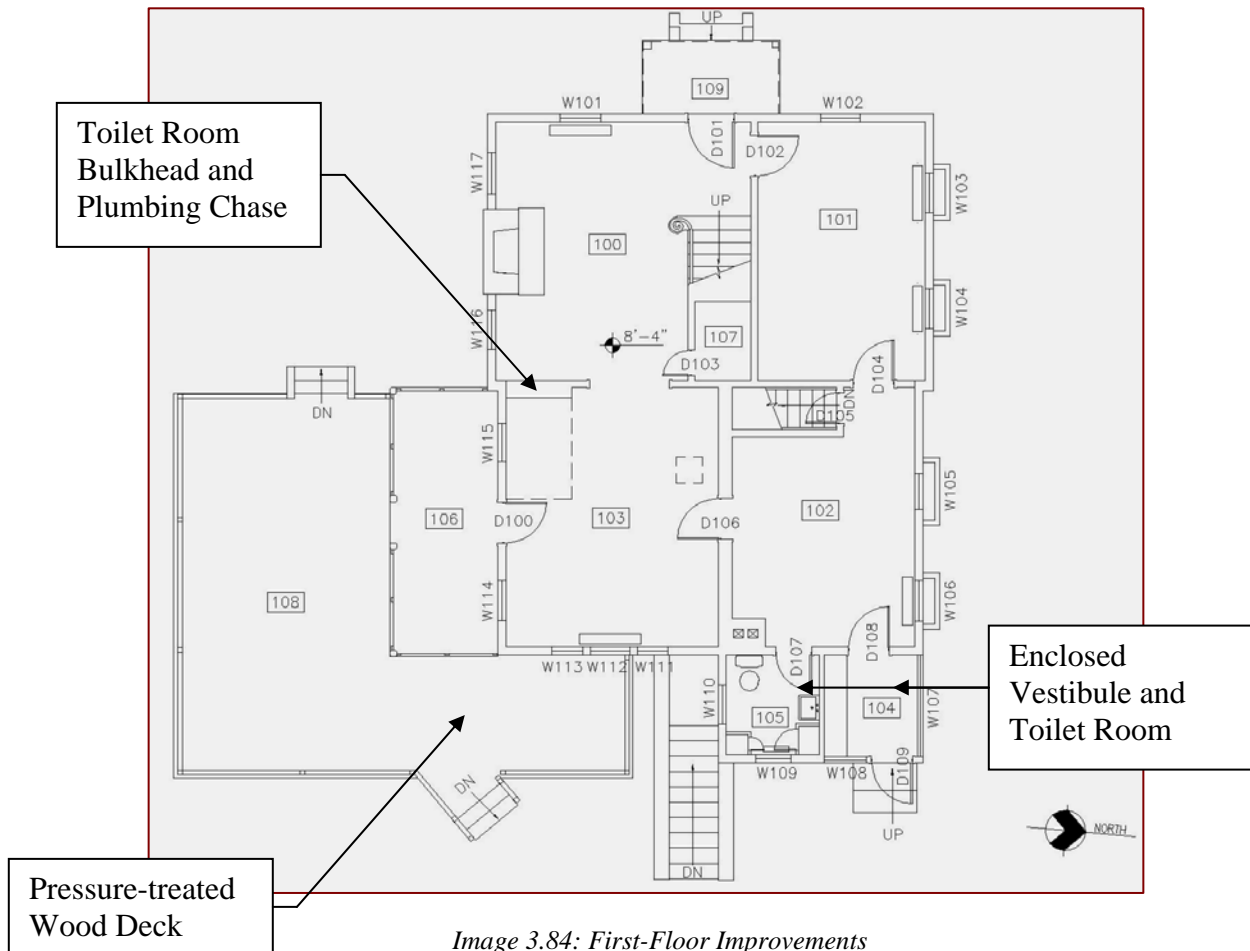 UP
109
W101
W102
Toilet Room
Bulkhead and
Plumbing Chase
D101
D102
W117
W103
UP
101
100
W104
W116
107
8'-4"
D103
D104
DN
DN
D105
W115
W105
106
D100
103
D106
102
W114
W106
108
D108
D107
W113
W112
W111
Enclosed
Vestibule and
Toilet Room
W110
W107
105
104
D109
W109
W108
DN
UP
NORTH
DN
Pressure-treated
Wood Deck
Image 3.84: First-Floor Improvements